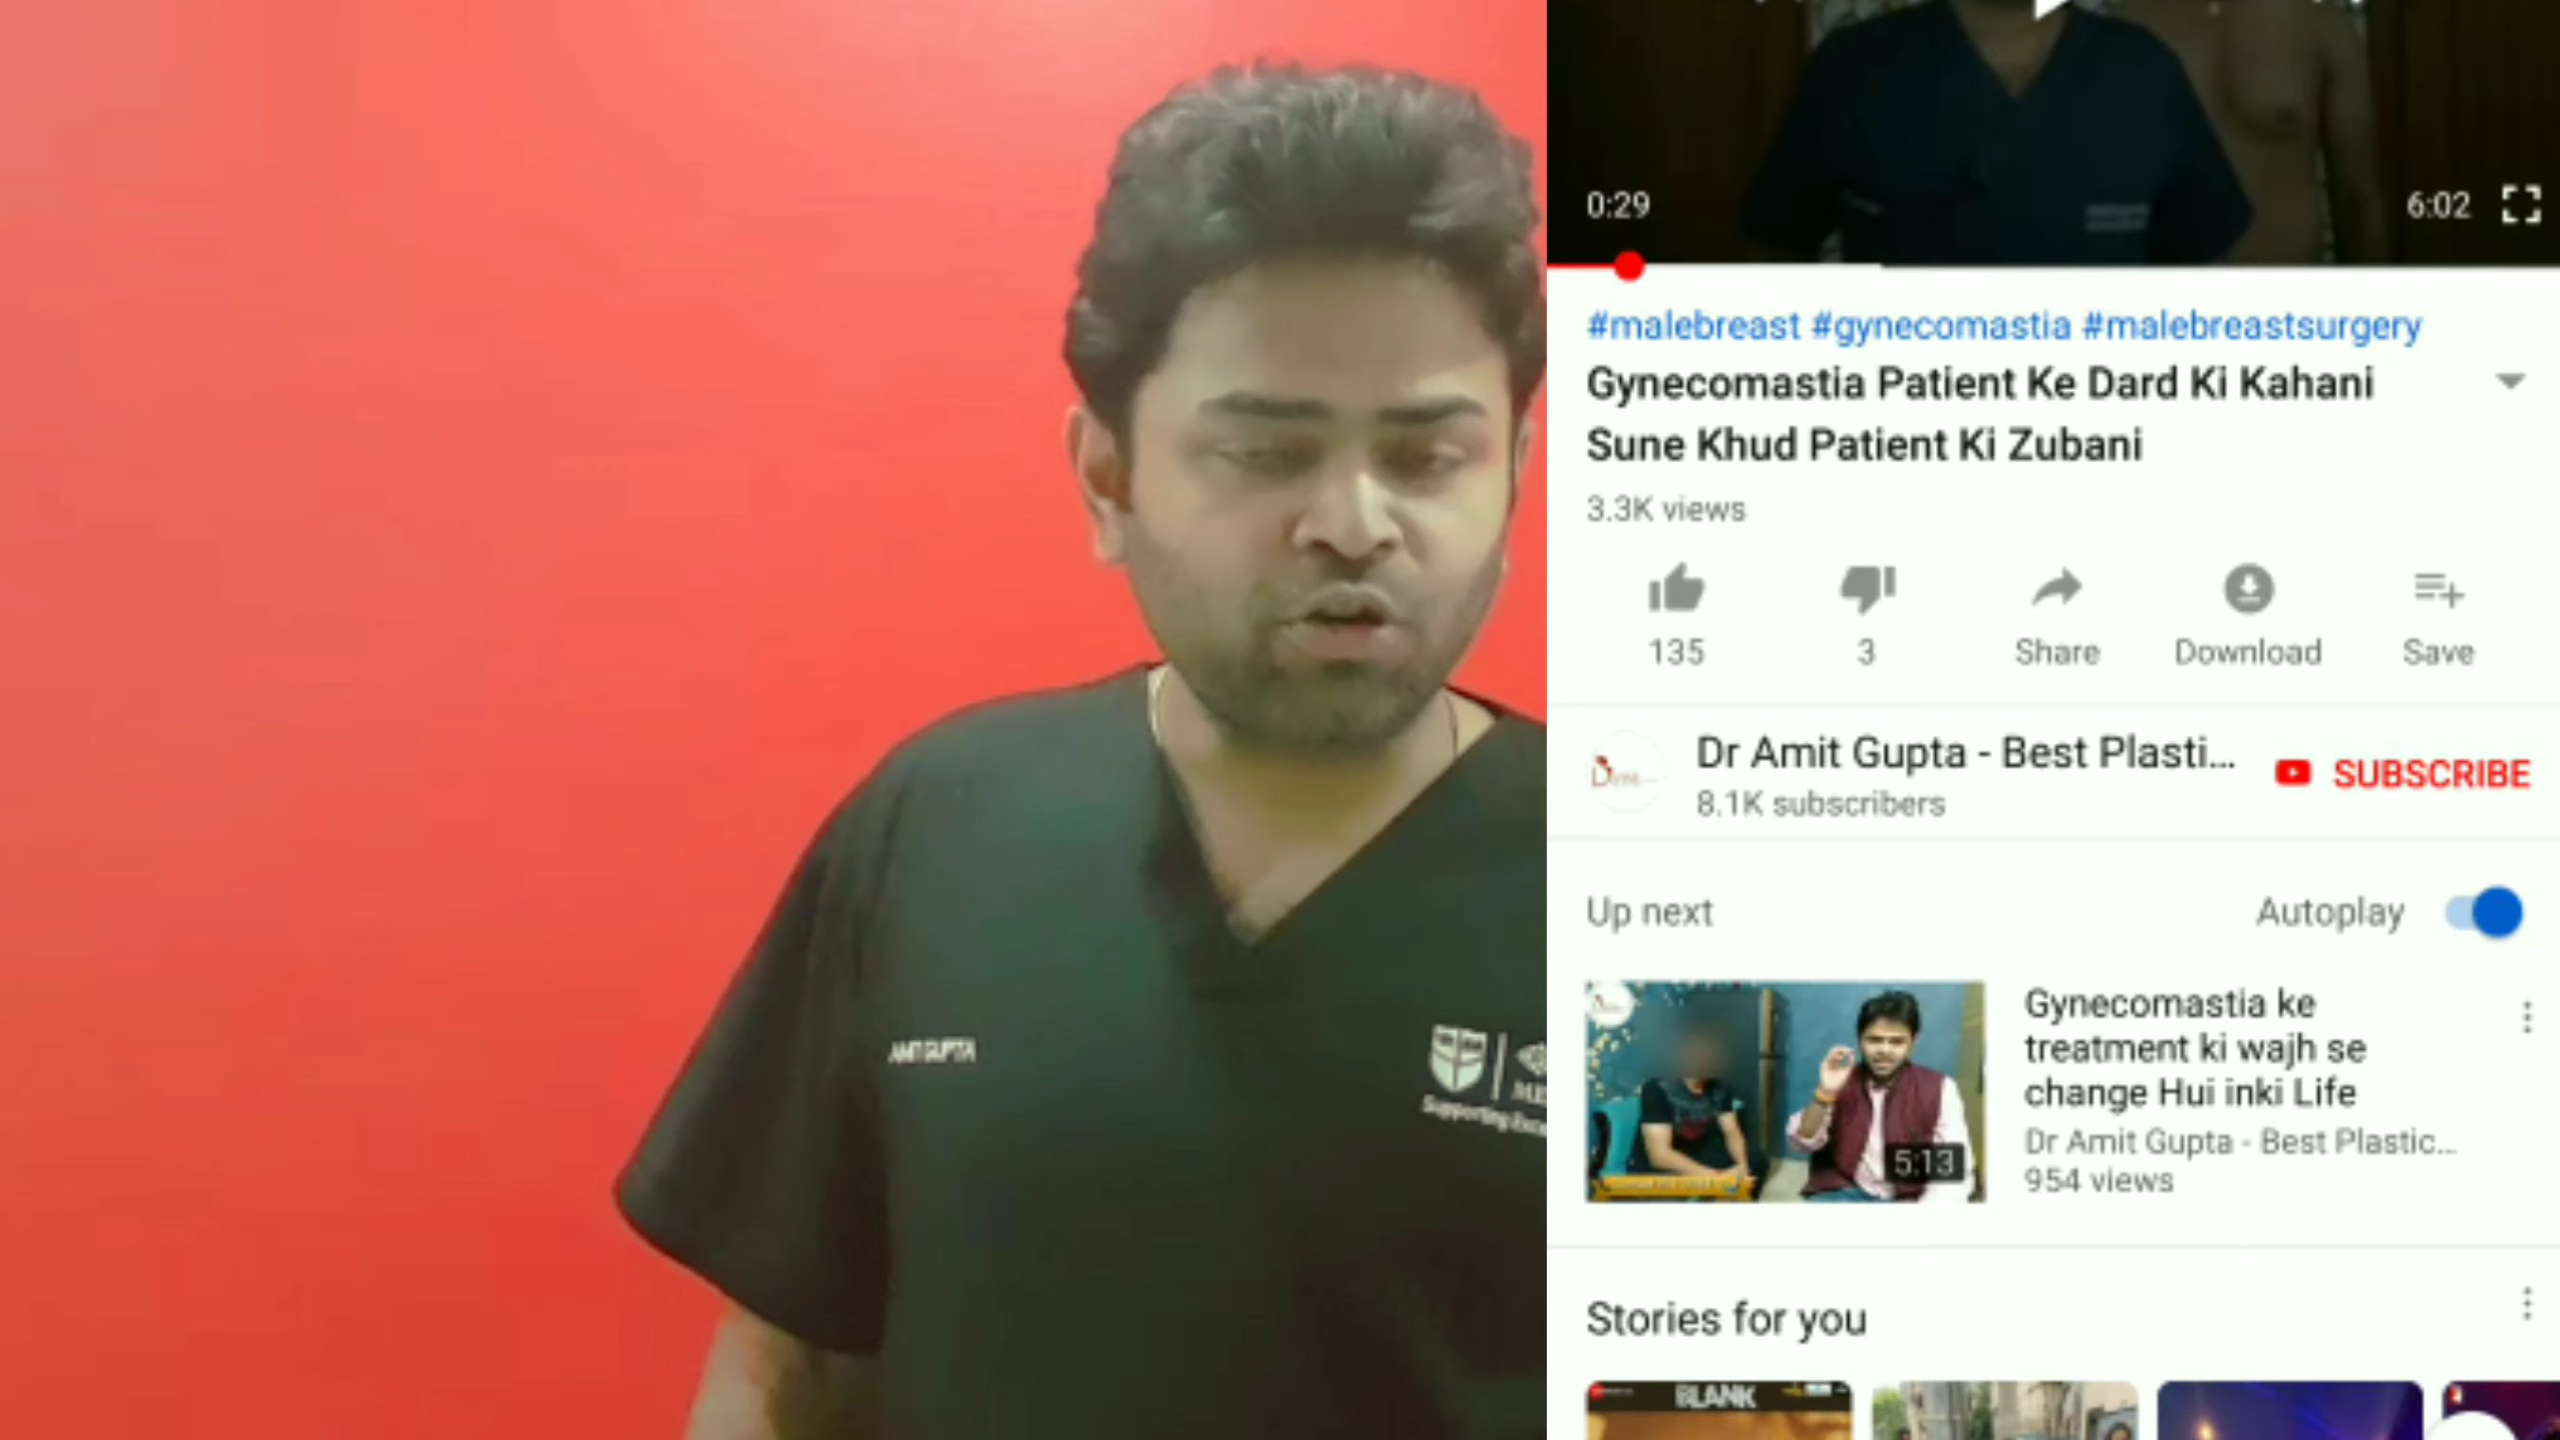 AMIT GUPTA
Supporting
0:29
6:02
#malebreast #gynecomastia #malebreastsurgery
Gynecomastia Patient Ke Dard Ki Kahani
Sune Khud Patient Ki Zubani
3.3K views
135
3
Share
Download
Save
Dr Amit Gupta - Best Plasti...
8.1K subscribers
SUBSCRIBE
Up next
Autoplay
5:13
Gynecomastia ke
treatment ki wajh se
change Hui inki Life
Dr Amit Gupta - Best Plastic...
954 views
Stories for you
BLANK